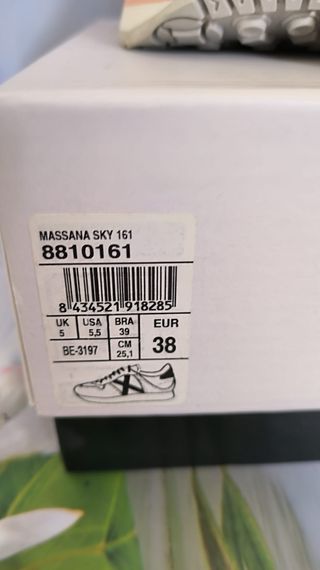 MASSANA SKY 161
8810161
8 434521 918285
UK USA BRA EUR
5 5,5 39 38
BE-3197 CM 25,1